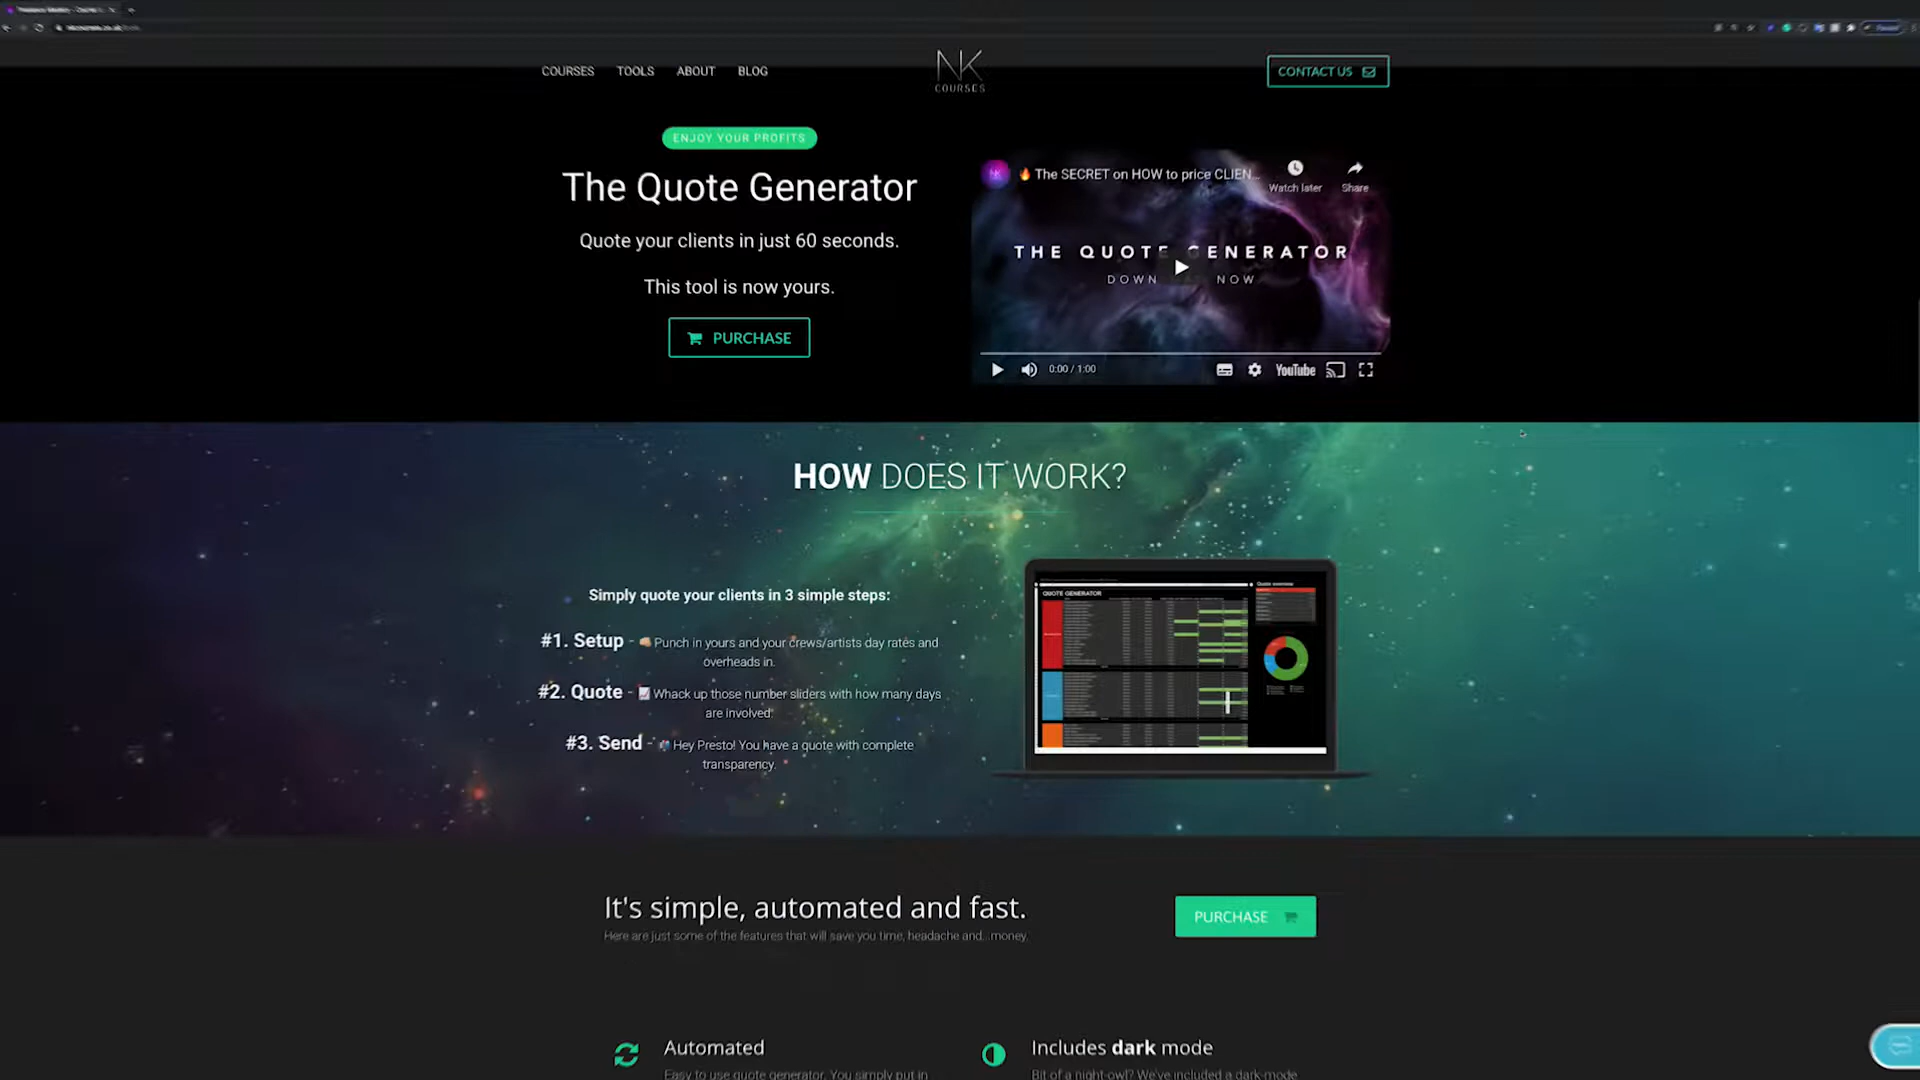 COURSES TOOLS ABOUT BLOG
NK
COURSES
CONTACT US
ENJOY YOUR PROFITS
The Quote Generator
Quote your clients in just 60 seconds.
This tool is now yours.
PURCHASE
🔥 The SECRET on HOW to price CLIEN...
Watch later
Share
THE QUOTE GENERATOR
DOWN NOW
0:00 / 1:00
YouTube
HOW DOES IT WORK?
Simply quote your clients in 3 simple steps:
#1. Setup - 👊 Punch in yours and your crews/artists day rates and
overheads in.
#2. Quote - 📈 Whack up those number sliders with how many days
are involved.
#3. Send - 📬 Hey Presto! You have a quote with complete
transparency.
QUOTE GENERATOR
Quote overview
It's simple, automated and fast.
Here are just some of the features that will save you time, headache and...money.
PURCHASE
Automated
Easy to use quote generator. You simply put in
Includes dark mode
Bit of a night-owl? We've included a dark-mode